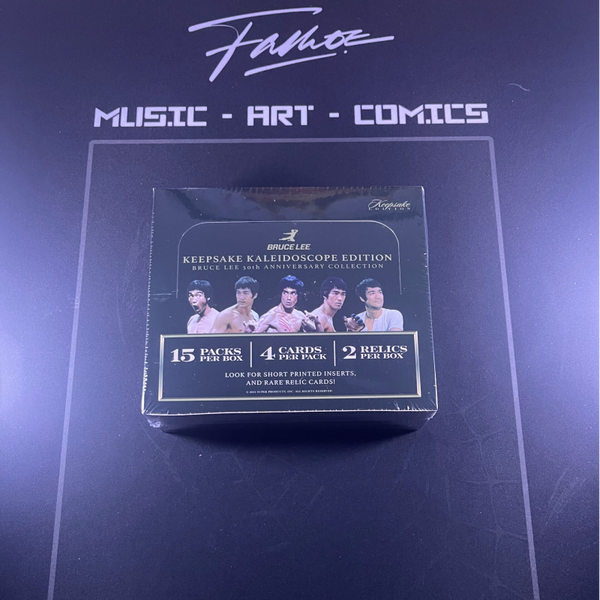 MUSIC - ART - COMICS
Keepsake
EDITION
BRUCE LEE
KEEPSAKE KALEIDOSCOPE EDITION
BRUCE LEE 50th ANNIVERSARY COLLECTION
15 PACKS PER BOX
4 CARDS PER PACK
2 RELICS PER BOX
LOOK FOR SHORT PRINTED INSERTS,
AND RARE RELIC CARDS!